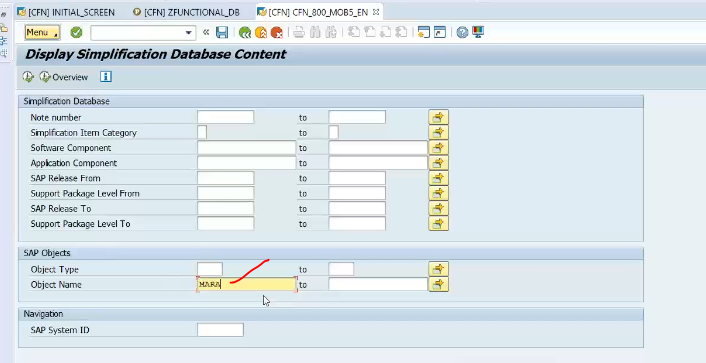 [CFN] INITIAL_SCREEN [CFN] ZFUNCTIONAL_DB [CFN] CFN_800_MOB5_EN
Menu
Display Simplification Database Content
Overview
Simplification Database
Note number to
Simplification Item Category to
Software Component to
Application Component to
SAP Release From to
Support Package Level From to
SAP Release To to
Support Package Level To to
SAP Objects
Object Type to
Object Name MARA to
Navigation
SAP System ID